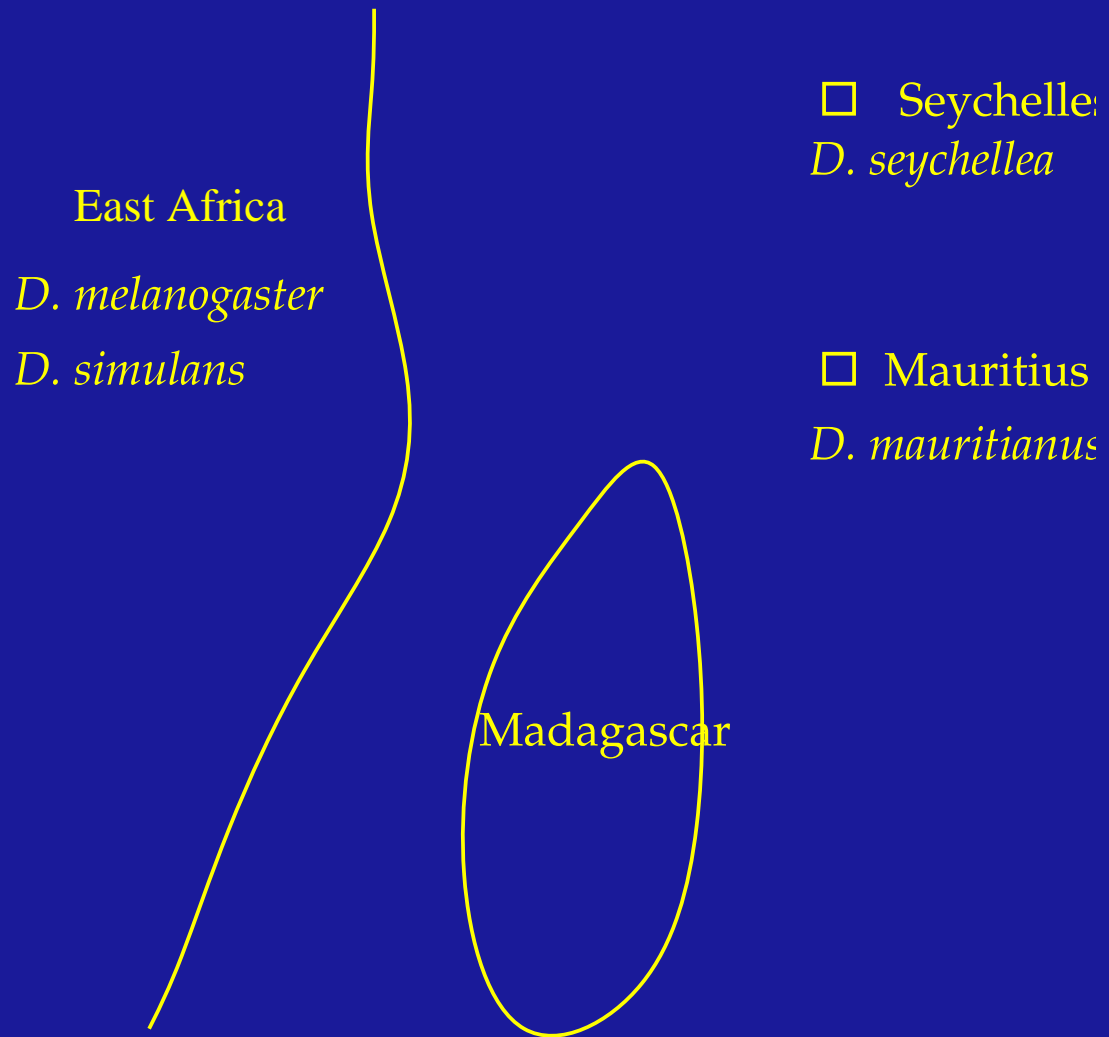 East Africa
D. melanogaster
D. simulans
Seychelles
D. seychellea
Mauritius
D. mauritianus
Madagascar